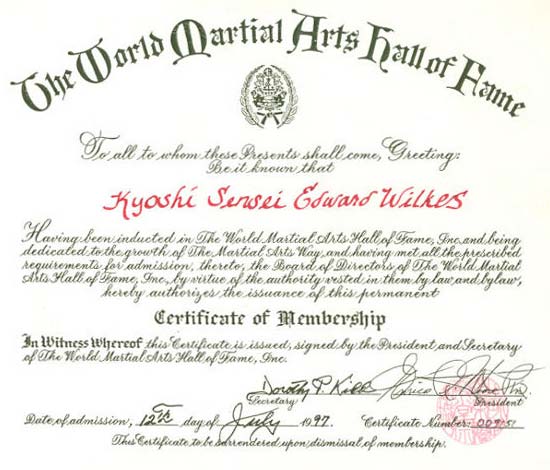 The World Martial Arts Hall of Fame
To all to whom these Presents shall come, Greeting:
Be it known that
Kyoshi Sensei Edward Wilkes
Having been inducted in The World Martial Arts Hall of Fame, Inc. and being
dedicated to the growth of The Martial Arts Way, and having met all the prescribed
requirements for admission, thereto, the Board of Directors of The World Martial
Arts Hall of Fame, Inc., by virtue of the authority vested in them by law and bylaw,
hereby authorizes the issuance of this permanent
Certificate of Membership
In Witness Whereof this Certificate is issued, signed by the President and Secretary
of The World Martial Arts Hall of Fame, Inc.
Dorothy P.
Secretary
President
Date of admission, 12th day of July 1997. Certificate Number:
This Certificate to be surrendered upon dismissal of membership.